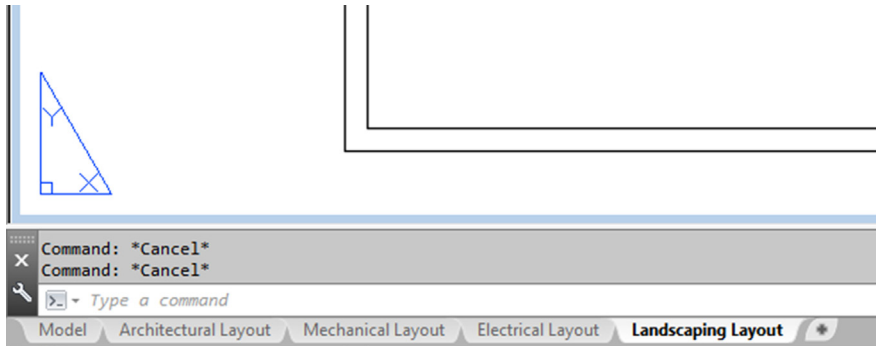 Y
X
Command: *Cancel*
Command: *Cancel*
Type a command
Model Architectural Layout Mechanical Layout Electrical Layout Landscaping Layout